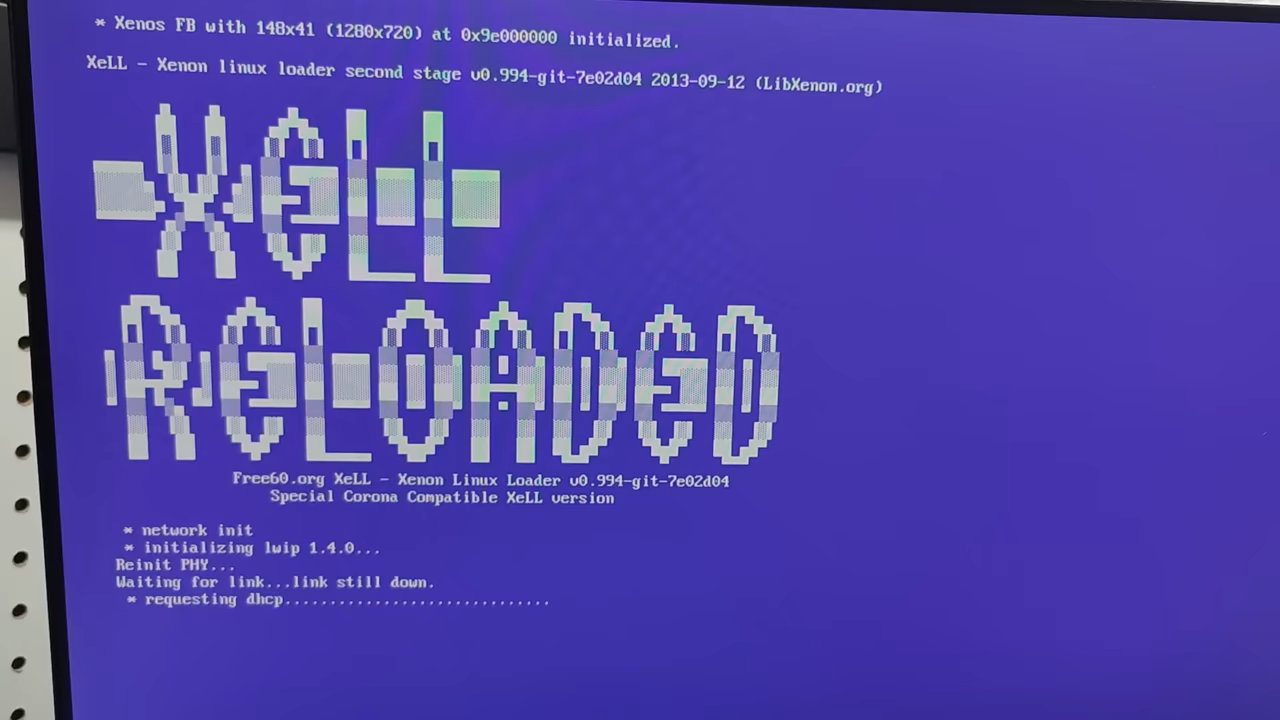 * Xenos FB with 148x41 (1280x720) at 0x9e000000 initialized.
XeLL - Xenon linux loader second stage v0.994-git-7e02d04 2013-09-12 (LibXenon.org)
XeLL
ReLOADeD
Free60.org XeLL - Xenon Linux Loader v0.994-git-7e02d04
Special Corona Compatible XeLL version
* network init
* initializing lwip 1.4.0...
Reinit PHY...
Waiting for link...link still down.
* requesting dhcp.............................